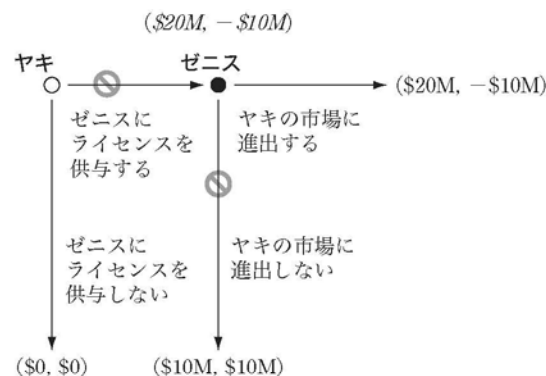 ($20M, −$10M)
ヤキ
ゼニス
($20M, −$10M)
ゼニスに
ライセンスを
供与する
ヤキの市場に
進出する
ゼニスに
ライセンスを
供与しない
ヤキの市場に
進出しない
($0, $0)
($10M, $10M)